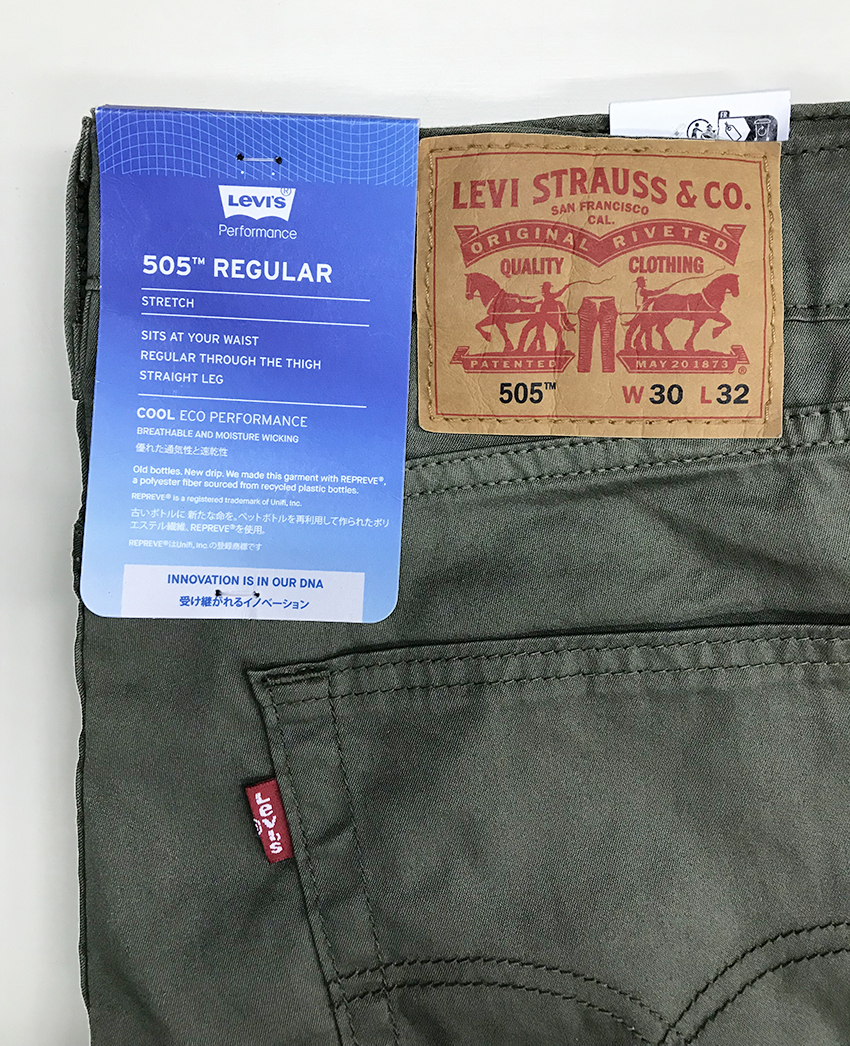 LEVI'S®
Performance
505™ REGULAR
STRETCH
SITS AT YOUR WAIST
REGULAR THROUGH THE THIGH
STRAIGHT LEG
COOL ECO PERFORMANCE
BREATHABLE AND MOISTURE WICKING
優れた通気性と速乾性
Old bottles. New drip. We made this garment with REPREVE®,
a polyester fiber sourced from recycled plastic bottles.
REPREVE® is a registered trademark of Unifi, Inc.
古いボトルに 新たな命を。ペットボトルを再利用して作られたポリ
エステル繊維、REPREVE®を使用。
REPREVE®はUnifi, Inc の登録商標です
INNOVATION IS IN OUR DNA
受け継がれるイノベーション
FR
LEVI STRAUSS & CO.
SAN FRANCISCO
CAL.
ORIGINAL RIVETED
QUALITY CLOTHING
PATENTED MAY 20 1873 ®
505™ W 30 L 32
Levi's
®